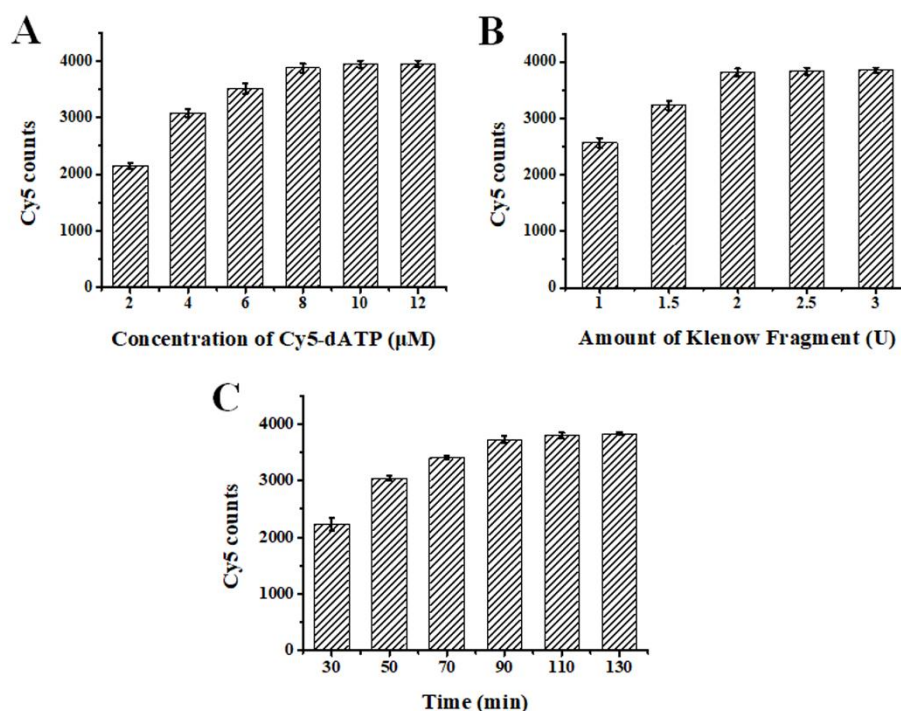 A
Cy5 counts
4000
3000
2000
1000
0
2 4 6 8 10 12
Concentration of Cy5-dATP (μM)
B
Cy5 counts
4000
3000
2000
1000
0
1 1.5 2 2.5 3
Amount of Klenow Fragment (U)
C
Cy5 counts
4000
3000
2000
1000
0
30 50 70 90 110 130
Time (min)